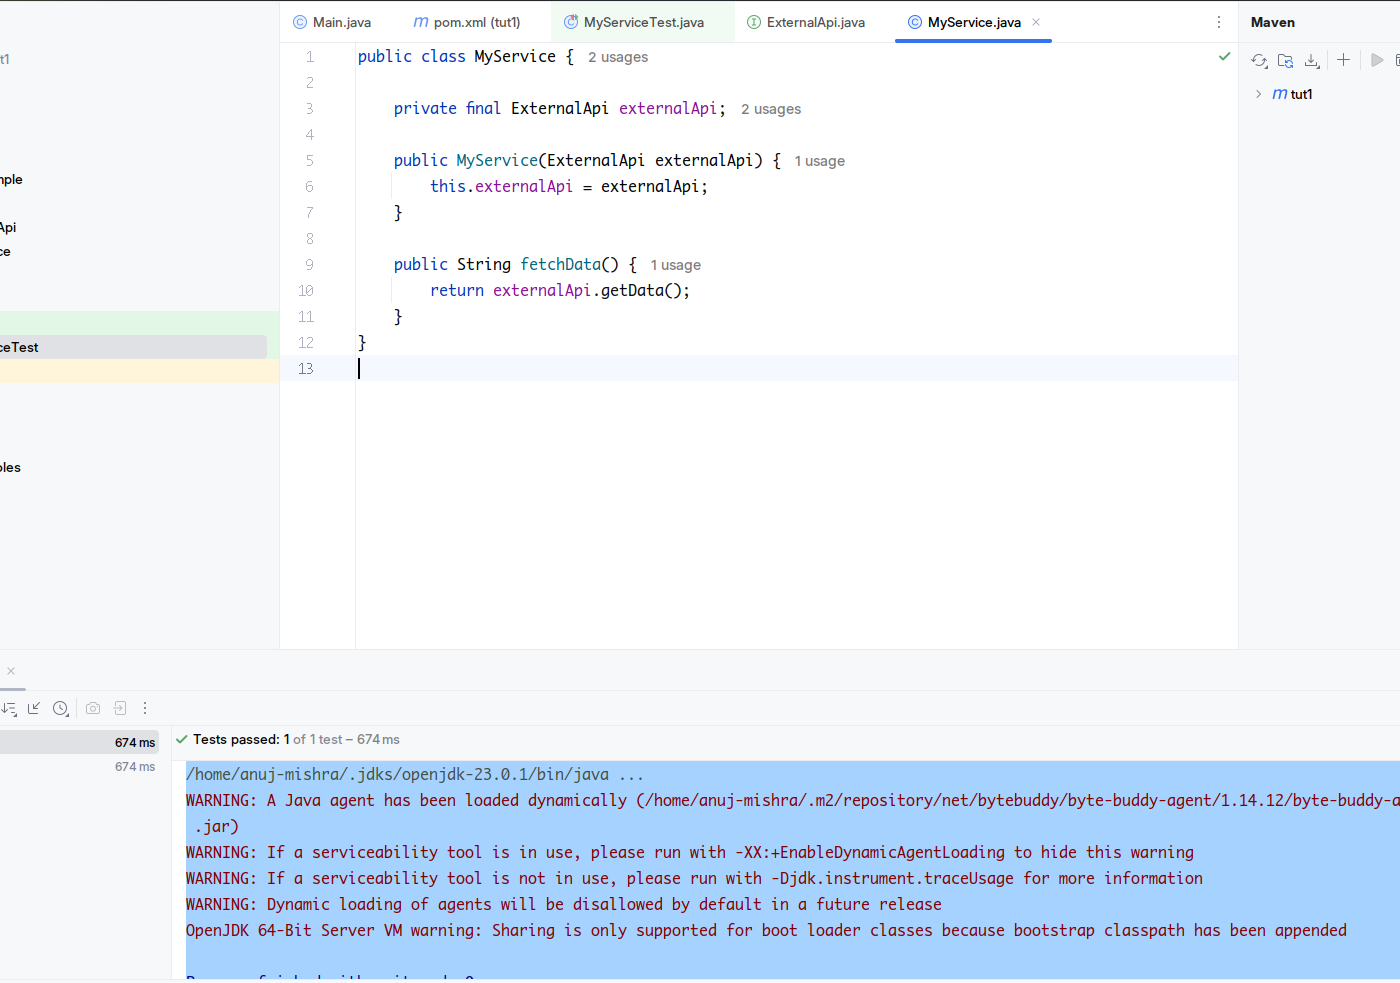 Main.java
pom.xml (tut1)
MyServiceTest.java
ExternalApi.java
MyService.java
Maven
t1
nple
Api
ce
ceTest
oles
1 public class MyService { 2 usages
2
3 private final ExternalApi externalApi; 2 usages
4
5 public MyService(ExternalApi externalApi) { 1 usage
6 this.externalApi = externalApi;
7 }
8
9 public String fetchData() { 1 usage
10 return externalApi.getData();
11 }
12 }
13
m tut1
674 ms
674 ms
Tests passed: 1 of 1 test – 674 ms
/home/anuj-mishra/.jdks/openjdk-23.0.1/bin/java ...
WARNING: A Java agent has been loaded dynamically (/home/anuj-mishra/.m2/repository/net/bytebuddy/byte-buddy-agent/1.14.12/byte-buddy-a
.jar)
WARNING: If a serviceability tool is in use, please run with -XX:+EnableDynamicAgentLoading to hide this warning
WARNING: If a serviceability tool is not in use, please run with -Djdk.instrument.traceUsage for more information
WARNING: Dynamic loading of agents will be disallowed by default in a future release
OpenJDK 64-Bit Server VM warning: Sharing is only supported for boot loader classes because bootstrap classpath has been appended